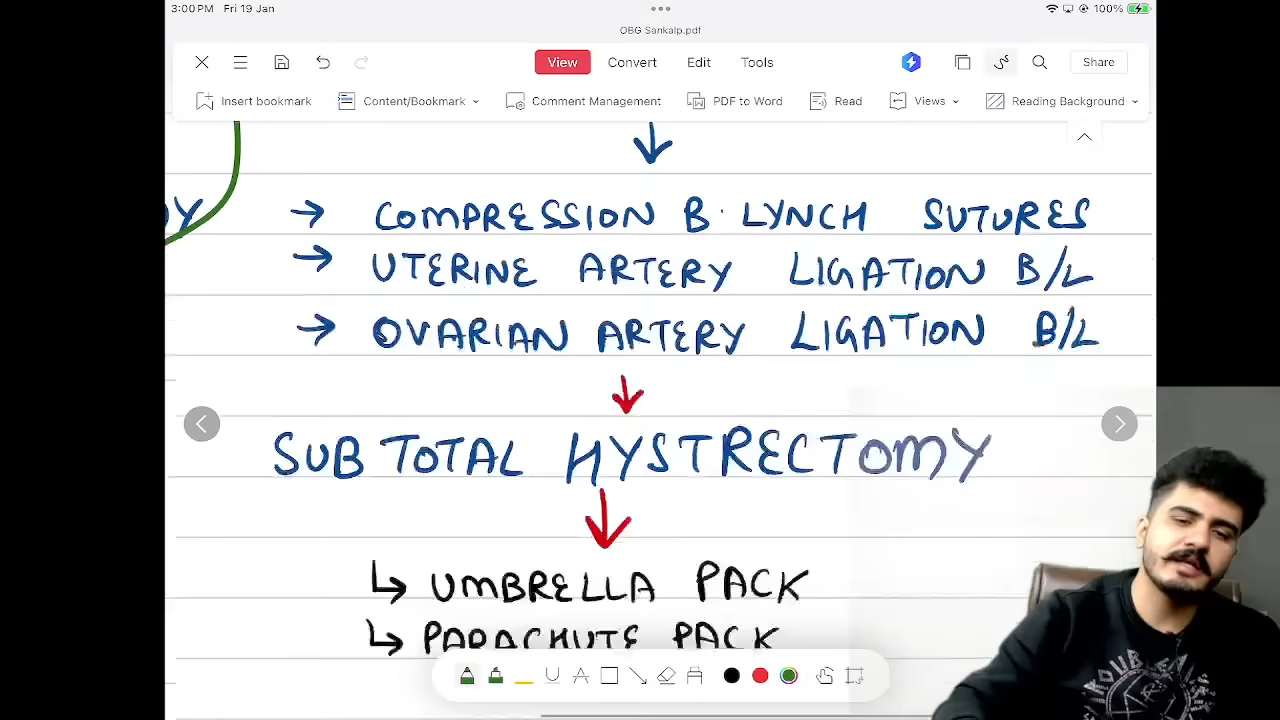 3:00 PM Fri 19 Jan
100%
OBG Sankalp.pdf
View Convert Edit Tools
Share
Insert bookmark Content/Bookmark Comment Management PDF to Word Read Views Reading Background
→ COMPRESSION B. LYNCH SUTURES
→ UTERINE ARTERY LIGATION B/L
→ OVARIAN ARTERY LIGATION B/L
SUBTOTAL HYSTRECTOMY
↳ UMBRELLA PACK
↳ PARACHUTE PACK